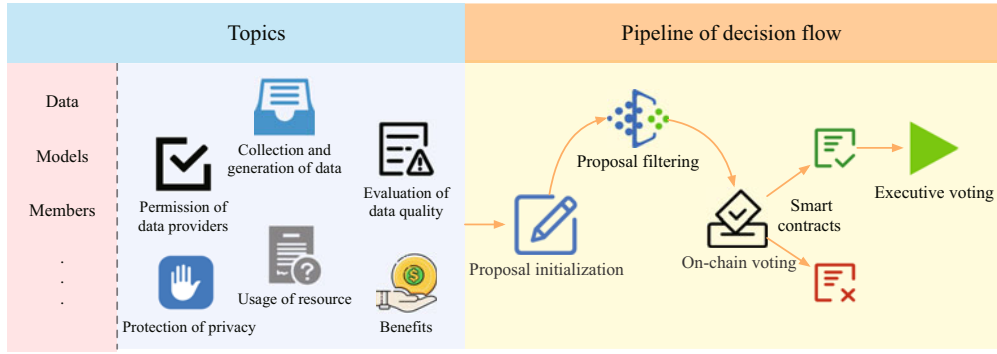 Topics
Pipeline of decision flow
Data
Models
Members
.
.
.
Collection and
generation of data
Permission of
data providers
Evaluation of
data quality
Usage of resource
Protection of privacy
Benefits
Proposal initialization
Proposal filtering
On-chain voting
Smart
contracts
Executive voting